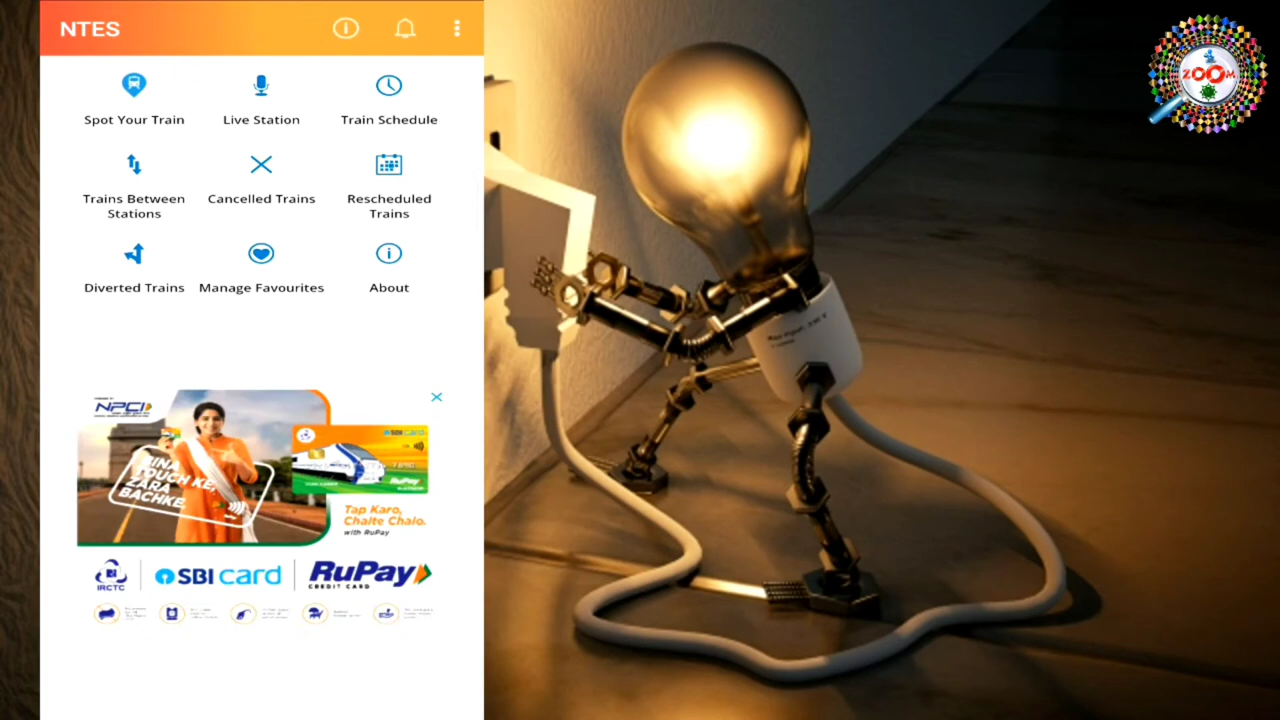 NTES
Spot Your Train
Live Station
Train Schedule
Trains Between
Stations
Cancelled Trains
Rescheduled
Trains
Diverted Trains
Manage Favourites
About
NPCI
BINA
TOUCH KE,
ZARA
BACHKE.
SBI card
RuPay
Tap Karo,
Chalte Chalo.
with RuPay
IRCTC
SBI card
RuPay
CREDIT CARD
ZOOM